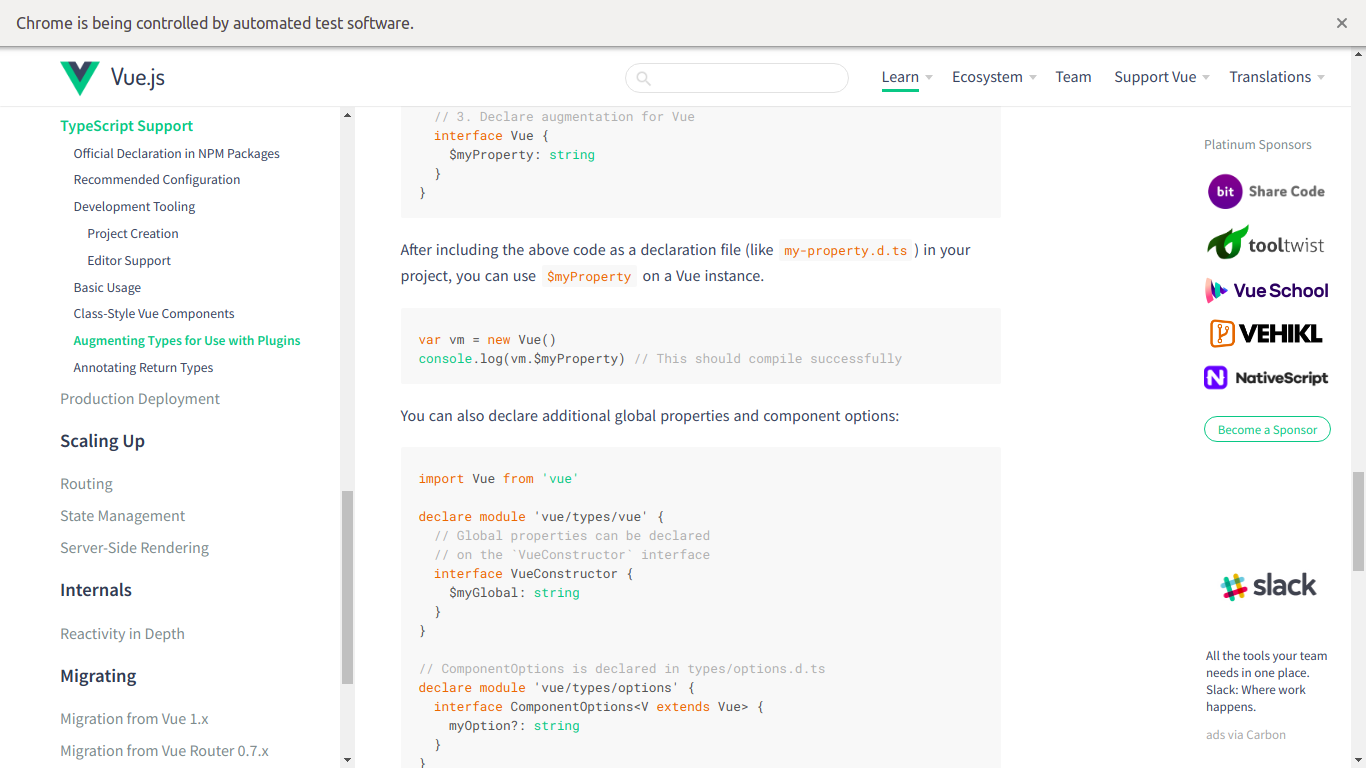 Chrome is being controlled by automated test software.
Vue.js
Learn
Ecosystem
Team
Support Vue
Translations
TypeScript Support
Official Declaration in NPM Packages
Recommended Configuration
Development Tooling
Project Creation
Editor Support
Basic Usage
Class-Style Vue Components
Augmenting Types for Use with Plugins
Annotating Return Types
Production Deployment
Scaling Up
Routing
State Management
Server-Side Rendering
Internals
Reactivity in Depth
Migrating
Migration from Vue 1.x
Migration from Vue Router 0.7.x
// 3. Declare augmentation for Vue
interface Vue {
$myProperty: string
}
}
After including the above code as a declaration file (like my-property.d.ts ) in your
project, you can use $myProperty on a Vue instance.
var vm = new Vue()
console.log(vm.$myProperty) // This should compile successfully
You can also declare additional global properties and component options:
import Vue from 'vue'
declare module 'vue/types/vue' {
// Global properties can be declared
// on the `VueConstructor` interface
interface VueConstructor {
$myGlobal: string
}
}
// ComponentOptions is declared in types/options.d.ts
declare module 'vue/types/options' {
interface ComponentOptions<V extends Vue> {
myOption?: string
}
}
Platinum Sponsors
bit Share Code
tooltwist
Vue School
VEHIKL
NativeScript
Become a Sponsor
slack
All the tools your team
needs in one place.
Slack: Where work
happens.
ads via Carbon